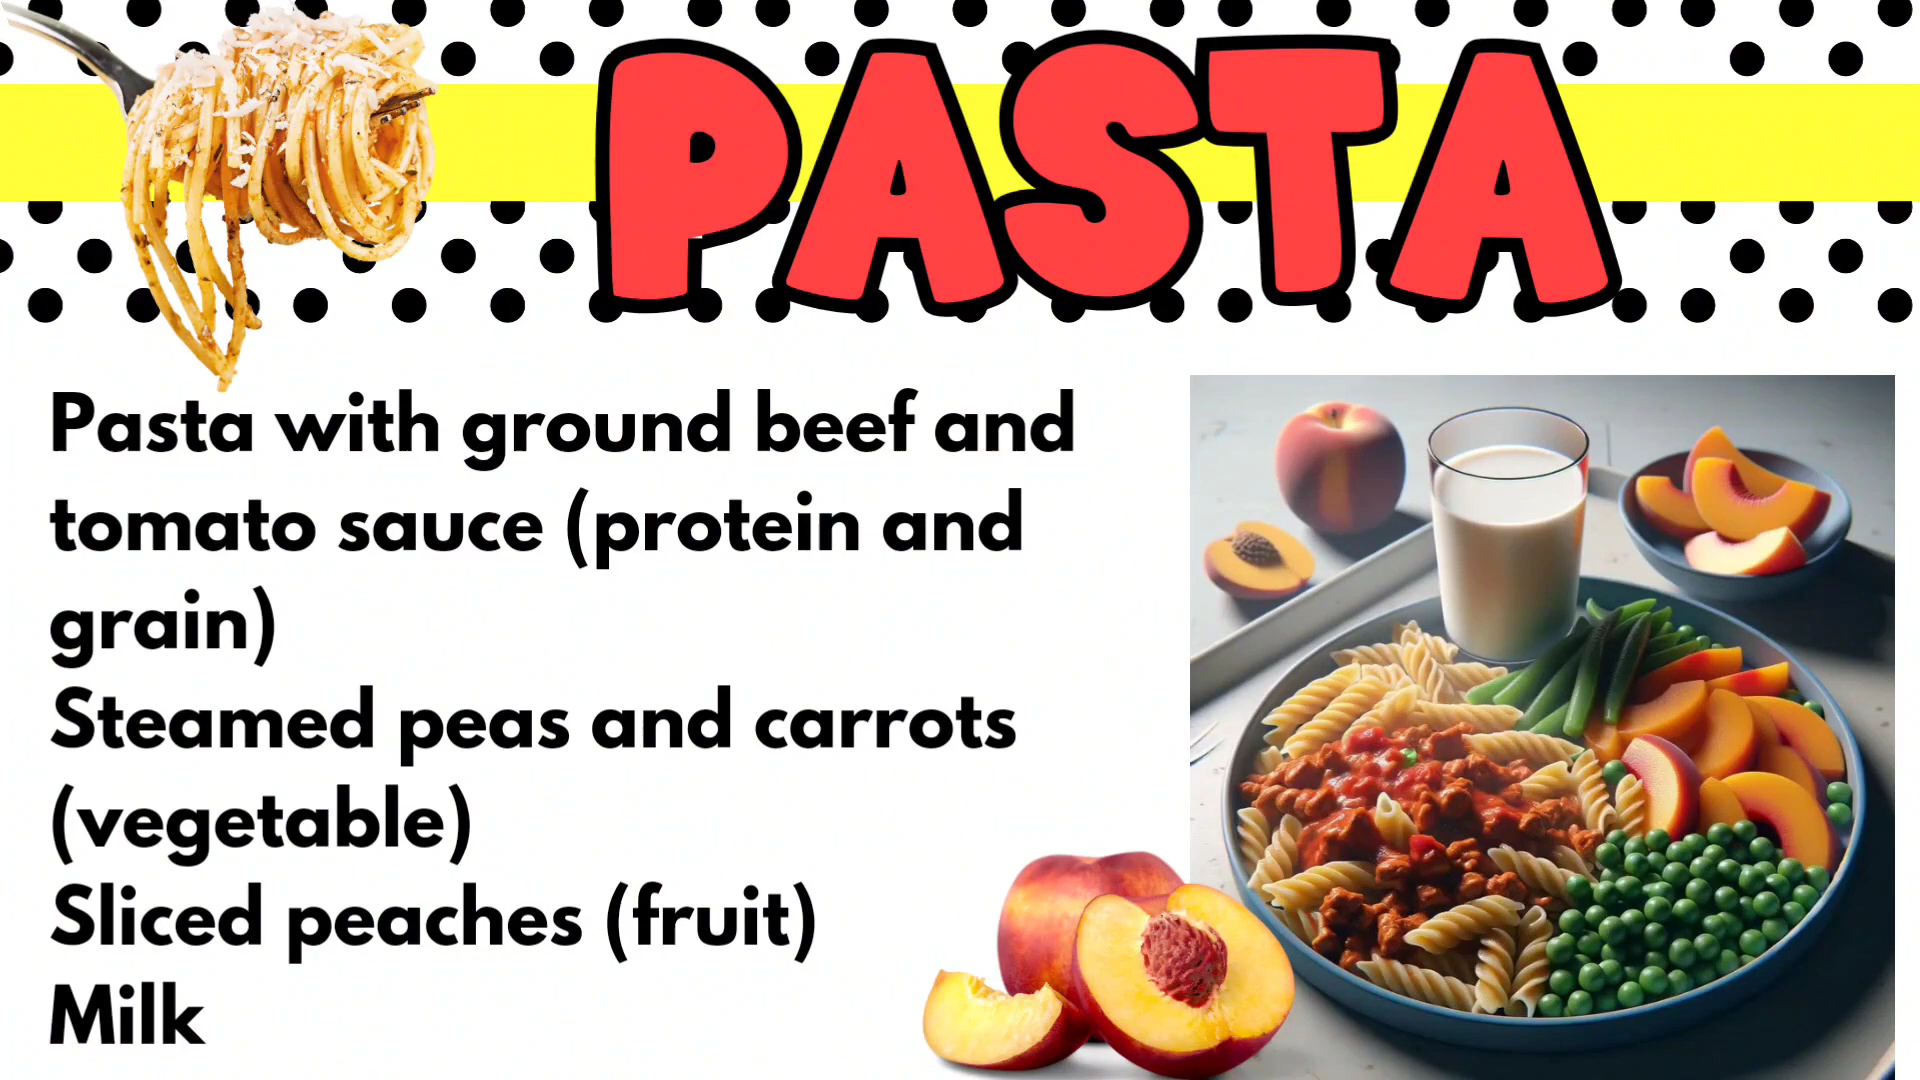 PASTA
Pasta with ground beef and
tomato sauce (protein and
grain)
Steamed peas and carrots
(vegetable)
Sliced peaches (fruit)
Milk